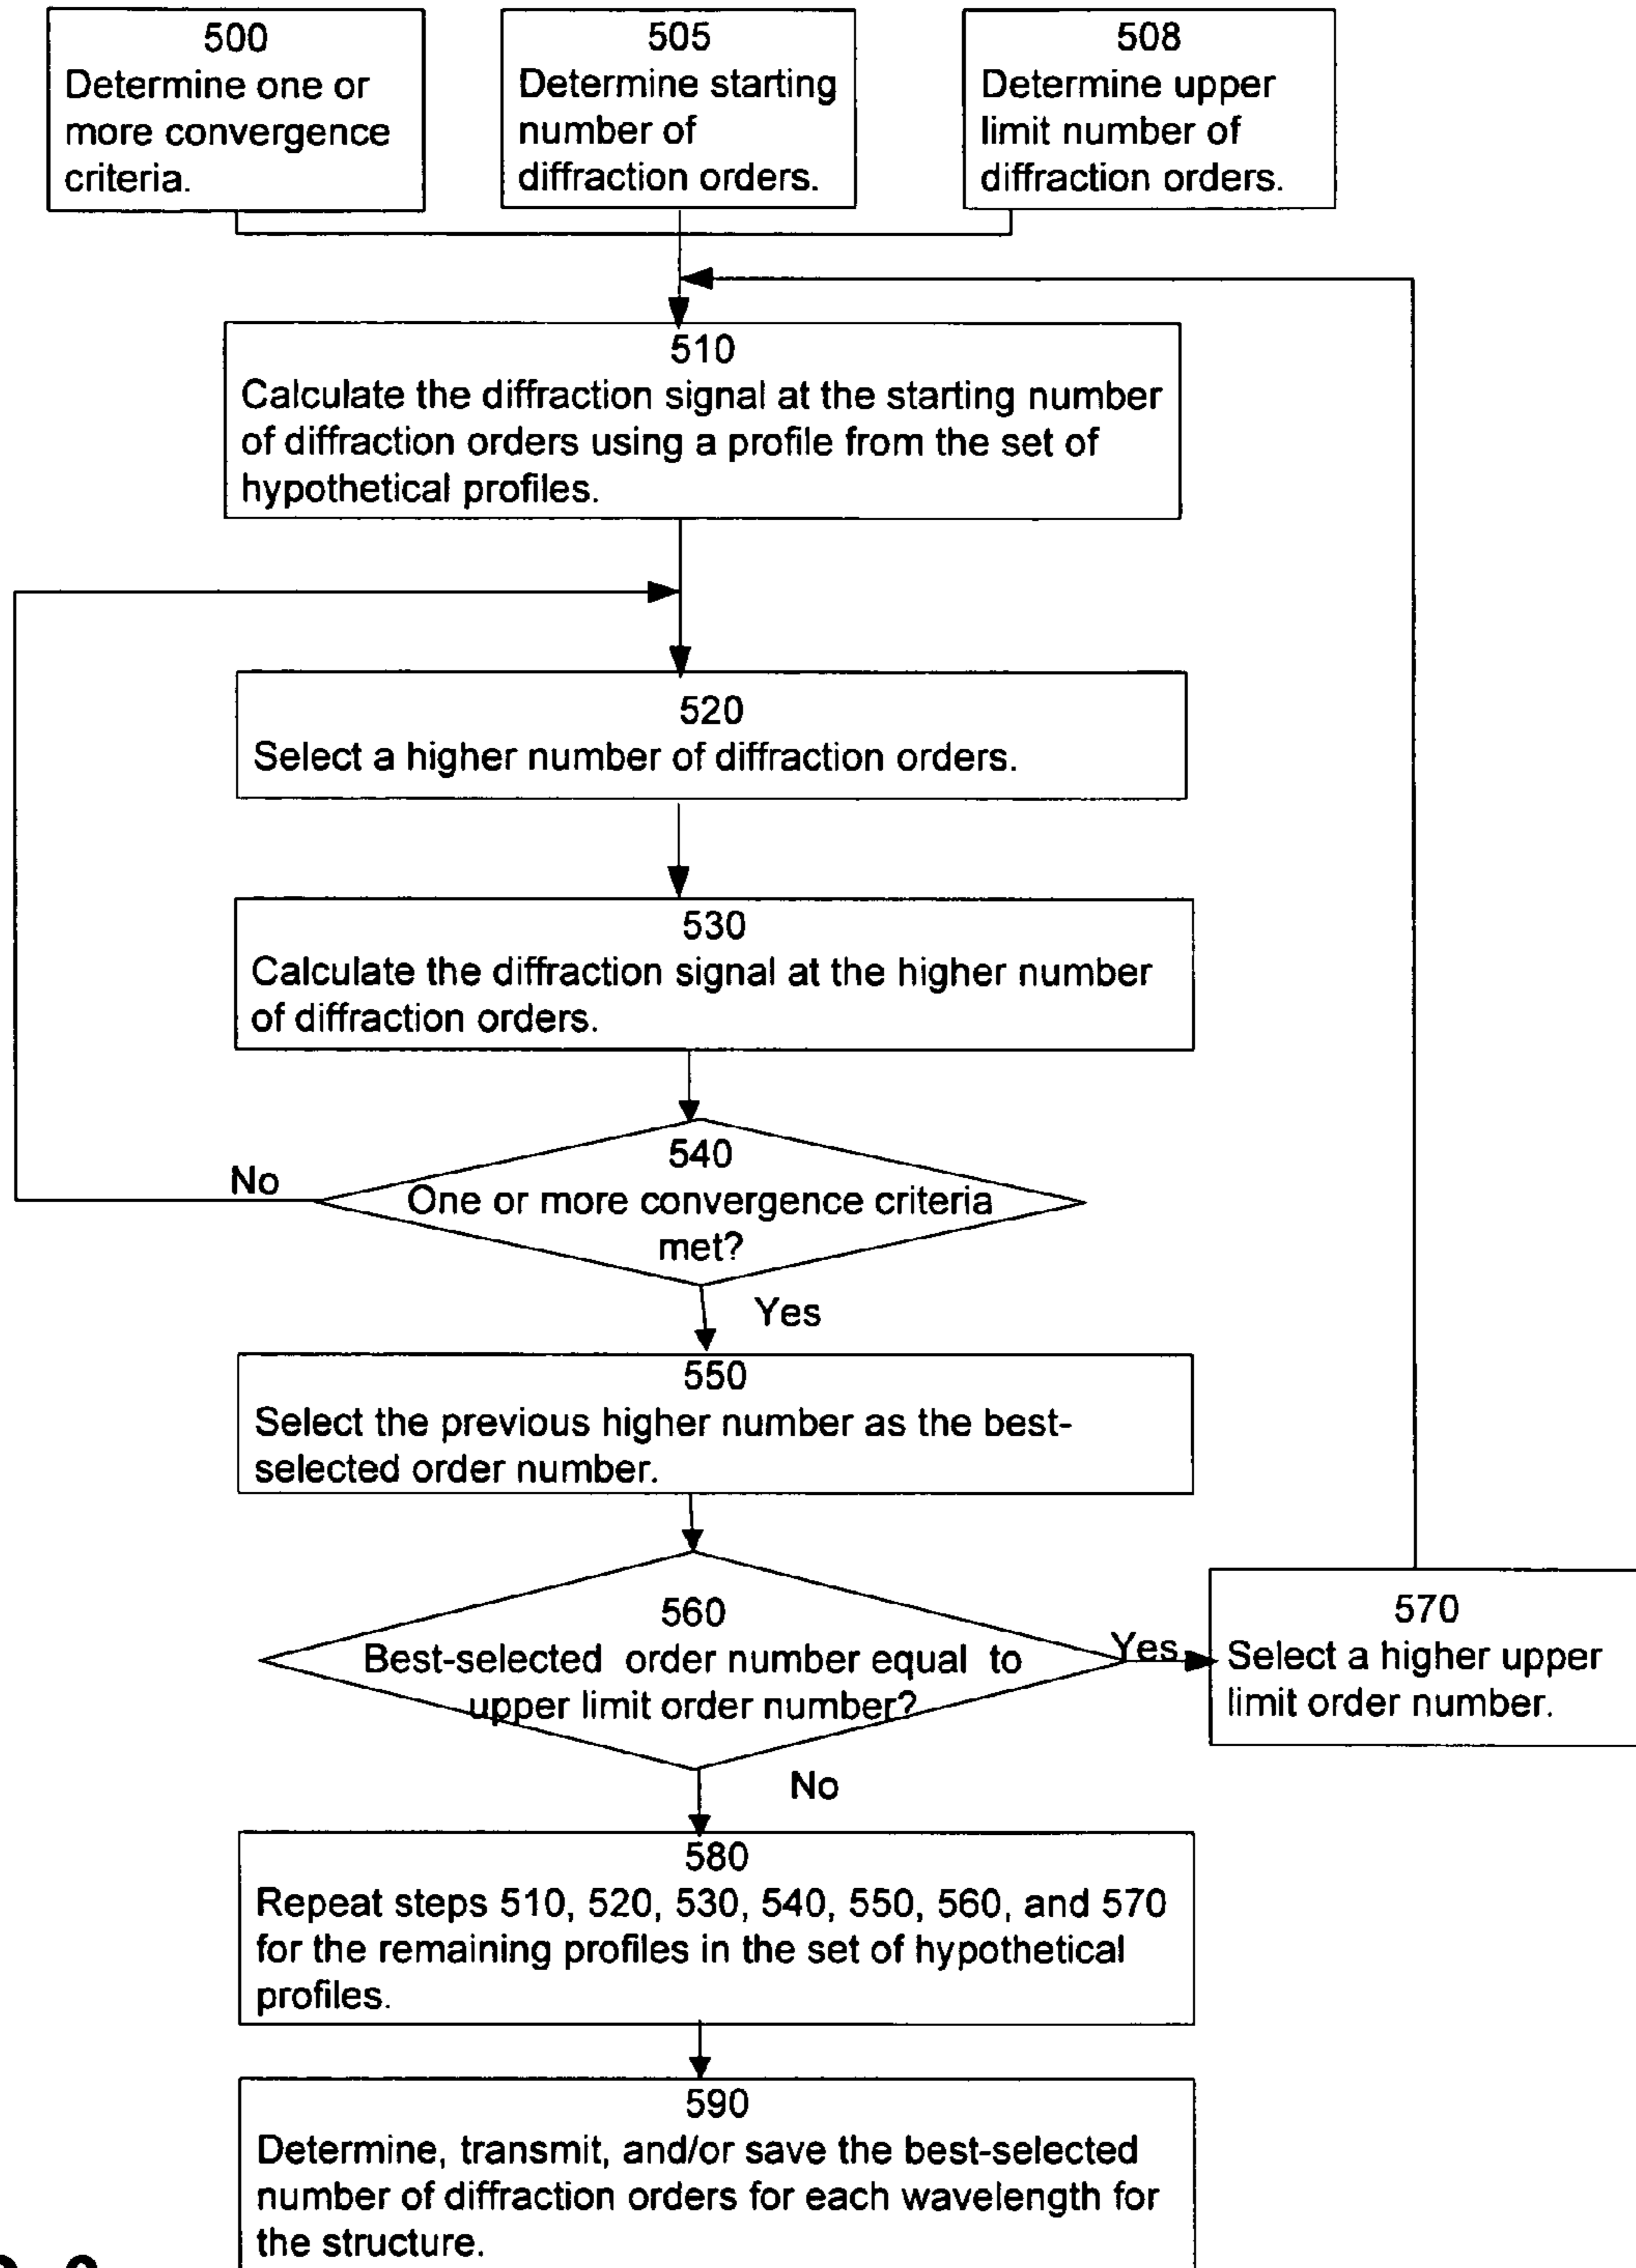 500
Determine one or
more convergence
criteria.
505
Determine starting
number of
diffraction orders.
508
Determine upper
limit number of
diffraction orders.
510
Calculate the diffraction signal at the starting number
of diffraction orders using a profile from the set of
hypothetical profiles.
520
Select a higher number of diffraction orders.
530
Calculate the diffraction signal at the higher number
of diffraction orders.
540
One or more convergence criteria
met?
No
Yes
550
Select the previous higher number as the best-
selected order number.
560
Best-selected order number equal to
upper limit order number?
Yes
570
Select a higher upper
limit order number.
No
580
Repeat steps 510, 520, 530, 540, 550, 560, and 570
for the remaining profiles in the set of hypothetical
profiles.
590
Determine, transmit, and/or save the best-selected
number of diffraction orders for each wavelength for
the structure.